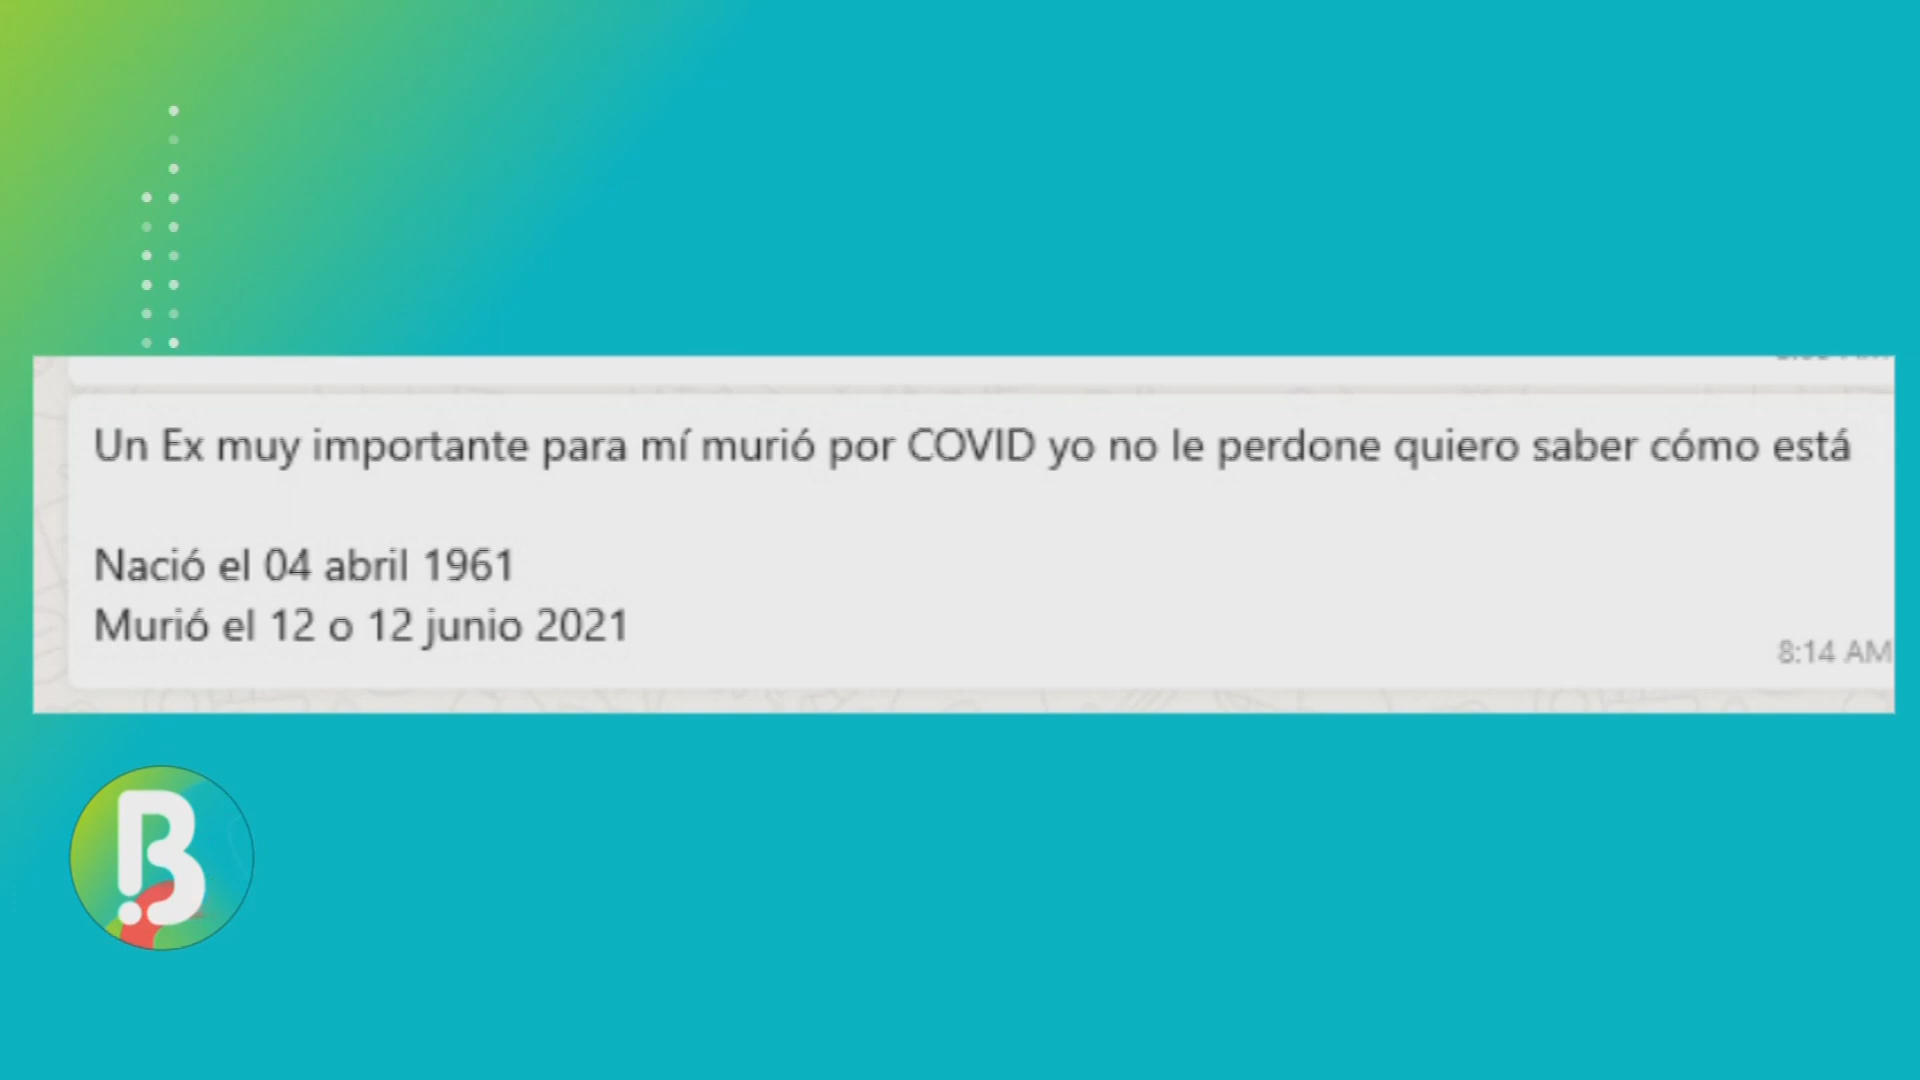 Un Ex muy importante para mí murió por COVID yo no le perdone quiero saber cómo está
Nació el 04 abril 1961
Murió el 12 o 12 junio 2021
8:14 AM
B